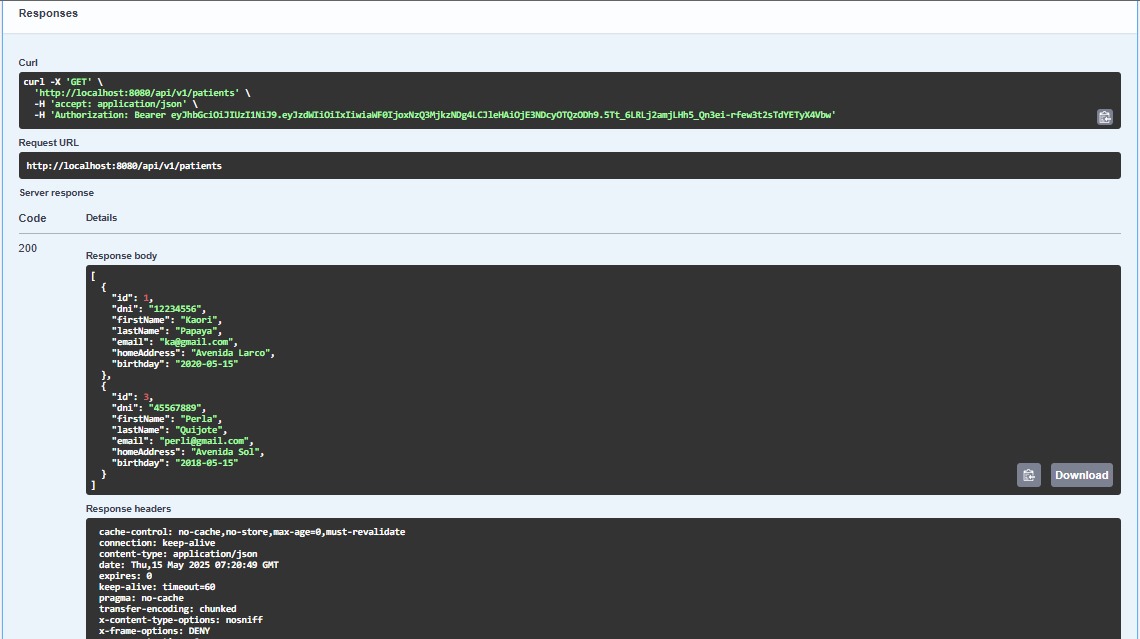 Responses
Curl
curl -X 'GET' \
'http://localhost:8080/api/v1/patients' \
-H 'accept: application/json' \
-H 'Authorization: Bearer eyJhbGciOiJIUzI1NiJ9.eyJzdWIiOiIxIiwiaWF0IjoxNzQ3MjkzNDg4LCJleHAiOjE3NDcyOTQzODh9.5Tt_6LRLj2amjLHh5_Qn3ei-rfew3t2sTdYETyX4Vbw'
Request URL
http://localhost:8080/api/v1/patients
Server response
Code Details
200
Response body
[
{
"id": 1,
"dni": "12234556",
"firstName": "Kaori",
"lastName": "Papaya",
"email": "ka@gmail.com",
"homeAddress": "Avenida Larco",
"birthday": "2020-05-15"
},
{
"id": 3,
"dni": "45567889",
"firstName": "Perla",
"lastName": "Quijote",
"email": "perli@gmail.com",
"homeAddress": "Avenida Sol",
"birthday": "2018-05-15"
}
]
Download
Response headers
cache-control: no-cache,no-store,max-age=0,must-revalidate
connection: keep-alive
content-type: application/json
date: Thu,15 May 2025 07:20:49 GMT
expires: 0
keep-alive: timeout=60
pragma: no-cache
transfer-encoding: chunked
x-content-type-options: nosniff
x-frame-options: DENY